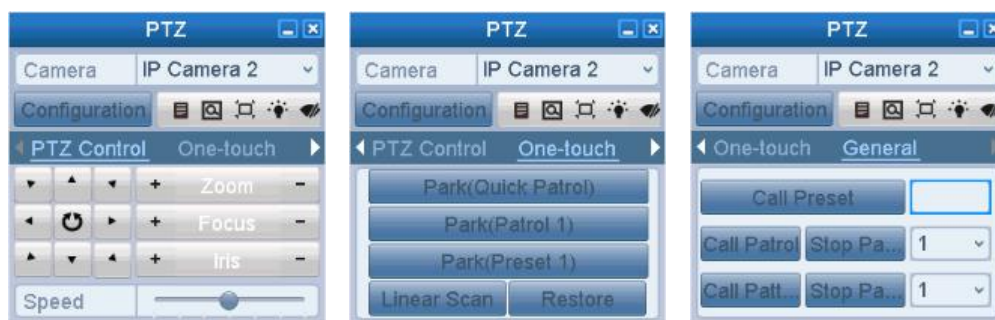 PTZ
Camera IP Camera 2
Configuration
PTZ Control One-touch
+ Zoom -
+ Focus -
+ Iris -
Speed
PTZ
Camera IP Camera 2
Configuration
PTZ Control One-touch
Park(Quick Patrol)
Park(Patrol 1)
Park(Preset 1)
Linear Scan Restore
PTZ
Camera IP Camera 2
Configuration
One-touch General
Call Preset
Call Patrol Stop Pa... 1
Call Patt... Stop Pa... 1